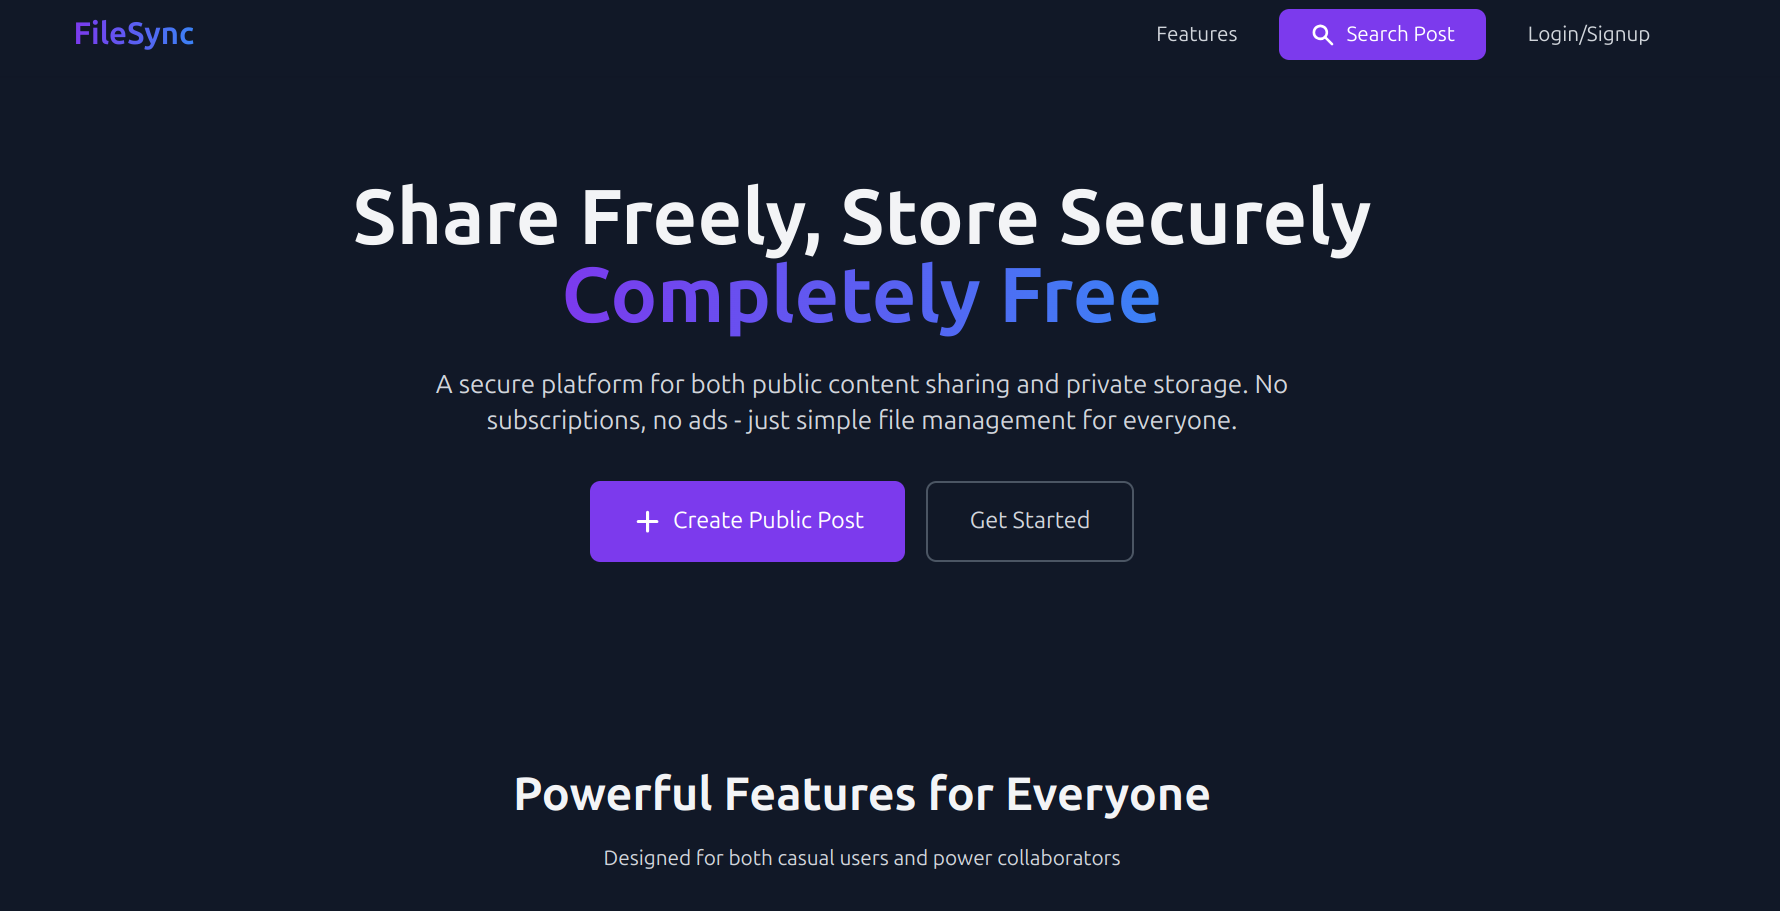 FileSync
Features
Search Post
Login/Signup
Share Freely, Store Securely
Completely Free
A secure platform for both public content sharing and private storage. No
subscriptions, no ads - just simple file management for everyone.
Create Public Post
Get Started
Powerful Features for Everyone
Designed for both casual users and power collaborators